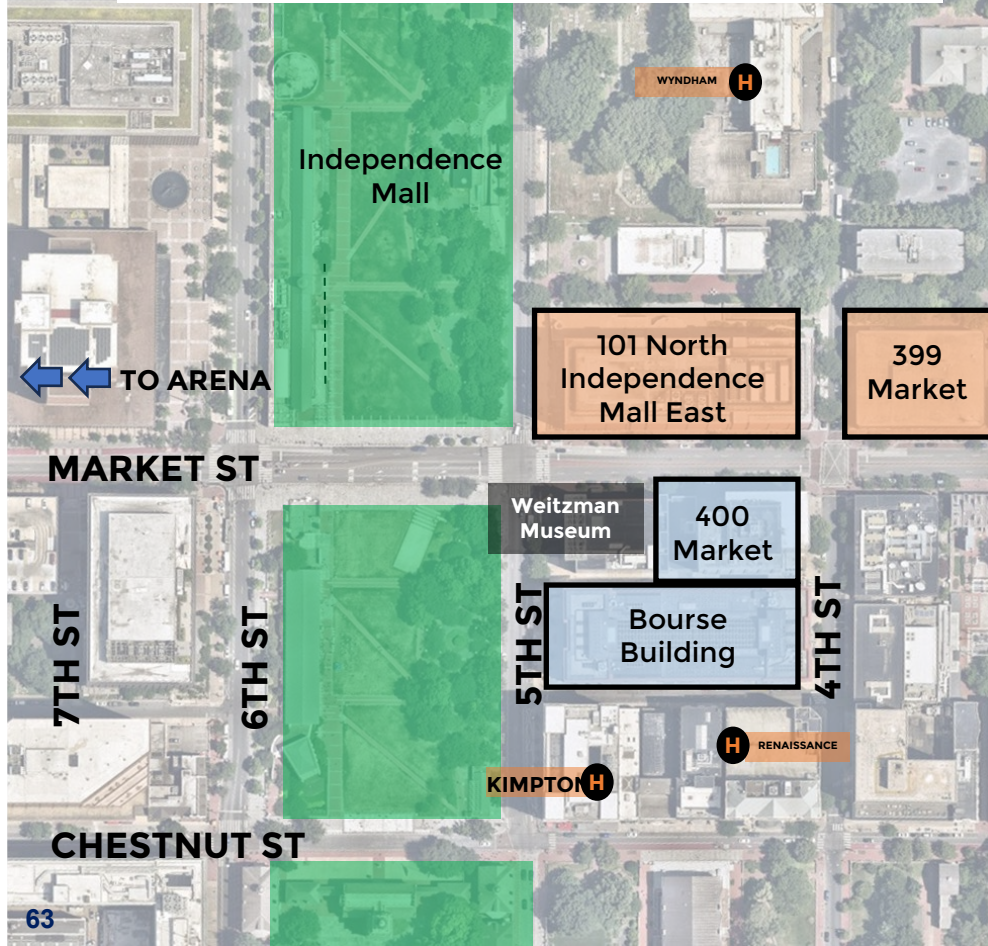 WYNDHAM
H
Independence
Mall
101 North
Independence
Mall East
399
Market
TO ARENA
MARKET ST
Weitzman
Museum
400
Market
7TH ST
6TH ST
5TH ST
Bourse
Building
4TH ST
H
RENAISSANCE
KIMPTON
H
CHESTNUT ST
63